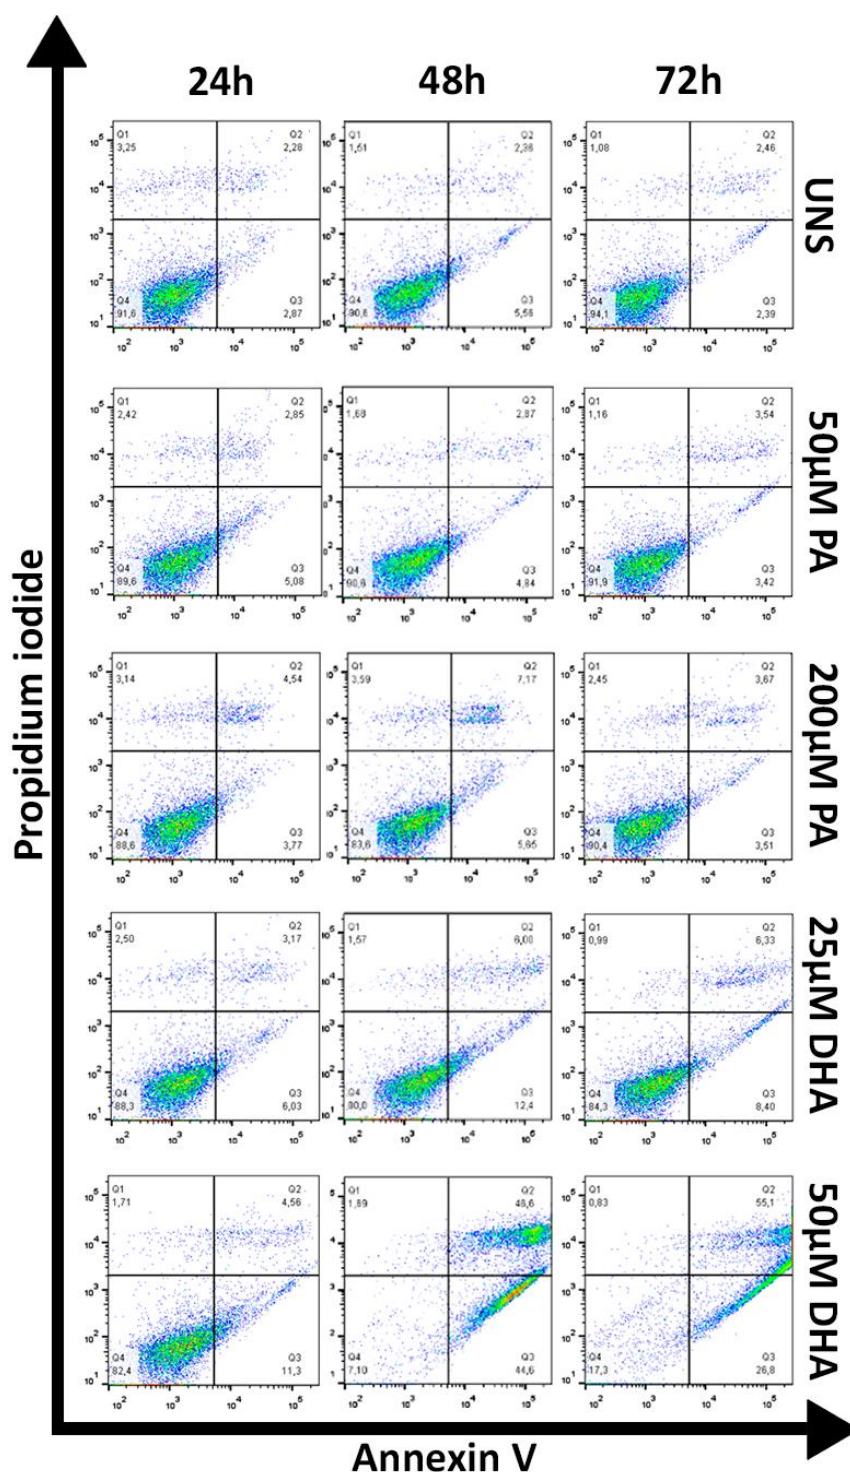 24h 48h 72h
Q1 Q2 Q1 Q2 Q1 Q2
3,25 2,28 1,51 2,36 1,08 2,46
Q4 Q3 Q4 Q3 Q4 Q3
91,6 2,87 90,6 5,56 94,1 2,39
UNS
Q1 Q2 Q1 Q2 Q1 Q2
2,42 2,85 1,68 2,87 1,16 3,54
Q4 Q3 Q4 Q3 Q4 Q3
89,6 5,08 90,6 4,84 91,9 3,42
50µM PA
Q1 Q2 Q1 Q2 Q1 Q2
3,14 4,54 3,59 7,17 2,45 3,67
Q4 Q3 Q4 Q3 Q4 Q3
88,6 3,77 83,6 5,65 90,4 3,51
200µM PA
Q1 Q2 Q1 Q2 Q1 Q2
2,50 3,17 1,57 6,00 0,99 6,33
Q4 Q3 Q4 Q3 Q4 Q3
88,3 6,03 80,0 12,4 84,3 8,40
25µM DHA
Q1 Q2 Q1 Q2 Q1 Q2
1,71 4,56 1,69 46,6 0,83 55,1
Q4 Q3 Q4 Q3 Q4 Q3
82,4 11,3 7,10 44,6 17,3 26,8
50µM DHA
Propidium iodide
Annexin V